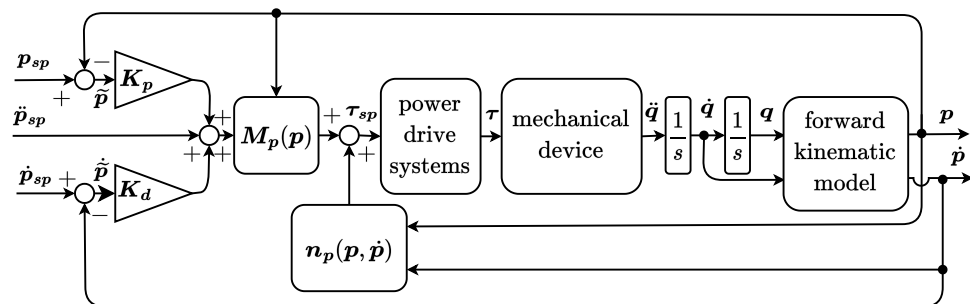 p_sp
+
−
p̃
K_p
p̈_sp
+
+
+
M_p(p)
+
τ_sp
+
power
drive
systems
τ
mechanical
device
q̈
1
s
q̇
1
s
q
forward
kinematic
model
p
ṗ
ṗ_sp
+
−
p̃̇
K_d
n_p(p, ṗ)